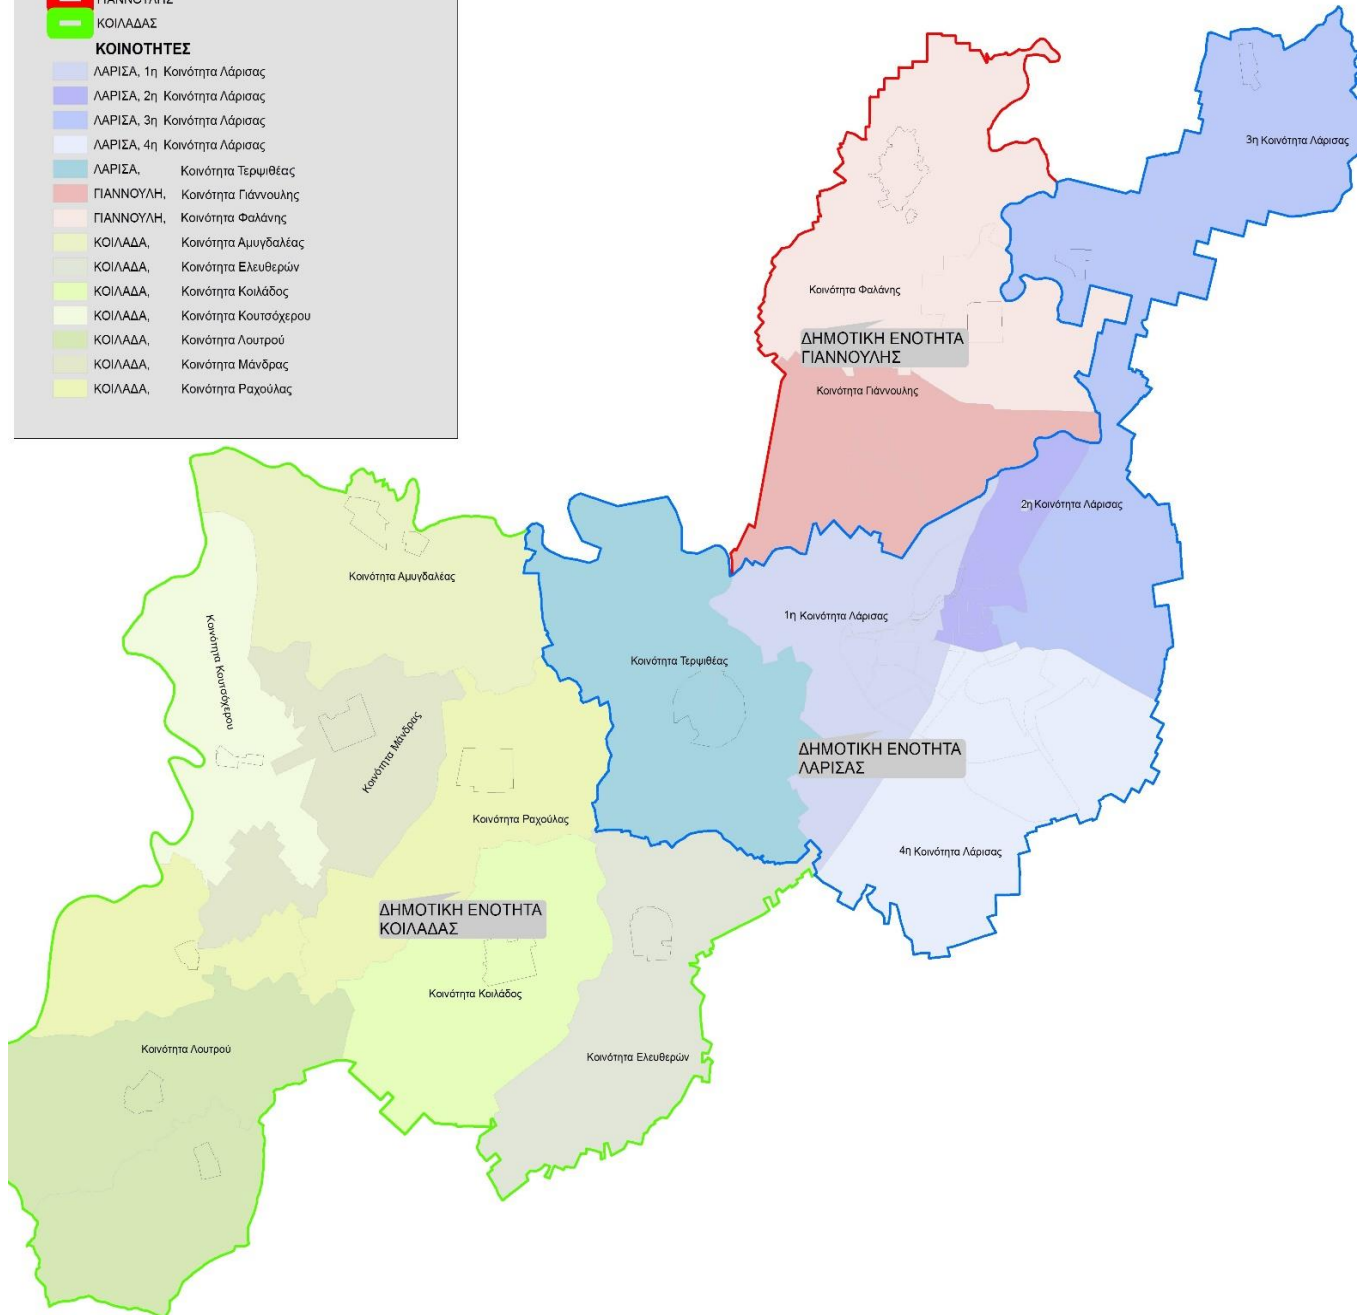 ΓΙΑΝΝΟΥΛΗΣ
ΚΟΙΛΑΔΑΣ
ΚΟΙΝΟΤΗΤΕΣ
ΛΑΡΙΣΑ, 1η Κοινότητα Λάρισας
ΛΑΡΙΣΑ, 2η Κοινότητα Λάρισας
ΛΑΡΙΣΑ, 3η Κοινότητα Λάρισας
ΛΑΡΙΣΑ, 4η Κοινότητα Λάρισας
ΛΑΡΙΣΑ, Κοινότητα Τερψιθέας
ΓΙΑΝΝΟΥΛΗ, Κοινότητα Γιάννουλης
ΓΙΑΝΝΟΥΛΗ, Κοινότητα Φαλάνης
ΚΟΙΛΑΔΑ, Κοινότητα Αμυγδαλέας
ΚΟΙΛΑΔΑ, Κοινότητα Ελευθερών
ΚΟΙΛΑΔΑ, Κοινότητα Κοιλάδος
ΚΟΙΛΑΔΑ, Κοινότητα Κουτσόχερου
ΚΟΙΛΑΔΑ, Κοινότητα Λουτρού
ΚΟΙΛΑΔΑ, Κοινότητα Μάνδρας
ΚΟΙΛΑΔΑ, Κοινότητα Ραχούλας
3η Κοινότητα Λάρισας
Κοινότητα Φαλάνης
ΔΗΜΟΤΙΚΗ ΕΝΟΤΗΤΑ
ΓΙΑΝΝΟΥΛΗΣ
Κοινότητα Γιάννουλης
2η Κοινότητα Λάρισας
Κοινότητα Αμυγδαλέας
1η Κοινότητα Λάρισας
Κοινότητα Κουτσόχερου
Κοινότητα Τερψιθέας
Κοινότητα Μάνδρας
ΔΗΜΟΤΙΚΗ ΕΝΟΤΗΤΑ
ΛΑΡΙΣΑΣ
Κοινότητα Ραχούλας
4η Κοινότητα Λάρισας
ΔΗΜΟΤΙΚΗ ΕΝΟΤΗΤΑ
ΚΟΙΛΑΔΑΣ
Κοινότητα Κοιλάδος
Κοινότητα Λουτρού
Κοινότητα Ελευθερών